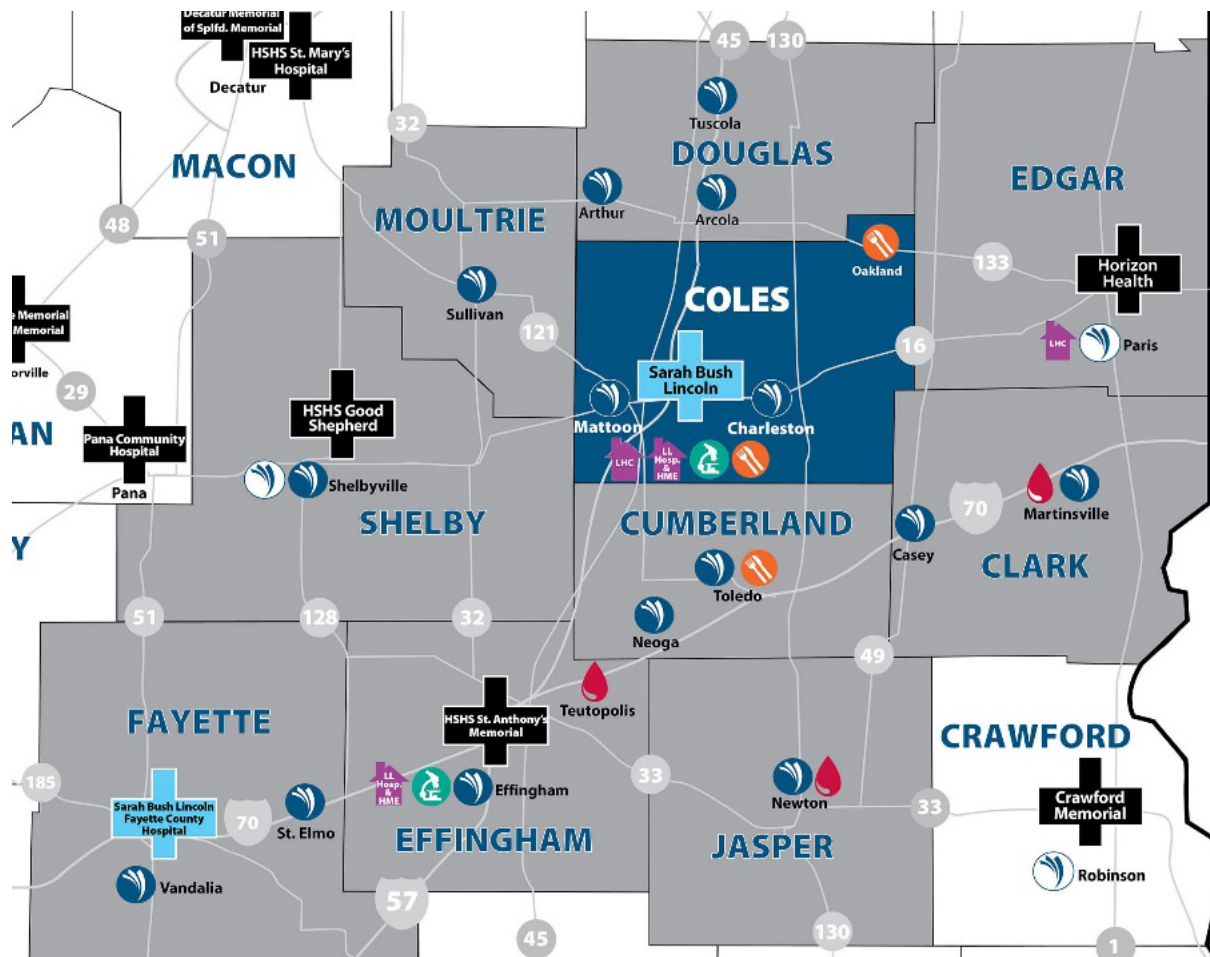 Decatur Memorial
of Splfd. Memorial
HSHS St. Mary's
Hospital
Decatur
45
130
Tuscola
32
DOUGLAS
MACON
EDGAR
Arthur
Arcola
MOULTRIE
48
51
Oakland
133
Horizon
Health
Sullivan
COLES
e Memorial
Memorial
orville
121
16
LHC
Paris
29
Sarah Bush
Lincoln
HSHS Good
Shepherd
Mattoon
Charleston
AN
Pana Community
Hospital
LHC
LL
Hosp.
&
HME
Pana
Shelbyville
70
Martinsville
SHELBY
CUMBERLAND
Casey
Y
CLARK
Toledo
51
128
32
Neoga
49
Teutopolis
FAYETTE
HSHS St. Anthony's
Memorial
CRAWFORD
185
LL
Hosp.
&
HME
Effingham
33
Newton
33
Crawford
Memorial
Sarah Bush Lincoln
Fayette County
Hospital
70
St. Elmo
EFFINGHAM
JASPER
Vandalia
Robinson
57
45
130
1